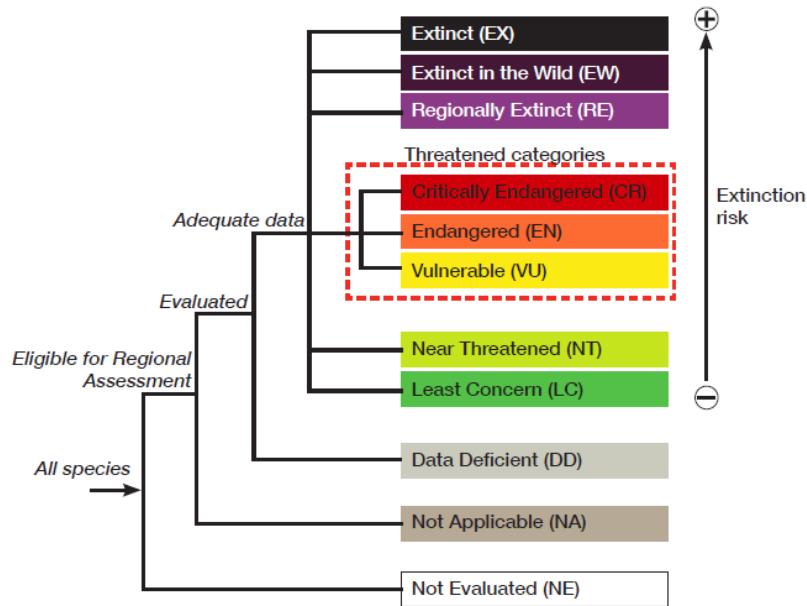 Extinct (EX)
Extinct in the Wild (EW)
Regionally Extinct (RE)
Threatened categories
Critically Endangered (CR)
Endangered (EN)
Vulnerable (VU)
Near Threatened (NT)
Least Concern (LC)
Data Deficient (DD)
Not Applicable (NA)
Not Evaluated (NE)
Adequate data
Evaluated
Eligible for Regional
Assessment
All species
+
Extinction
risk
−